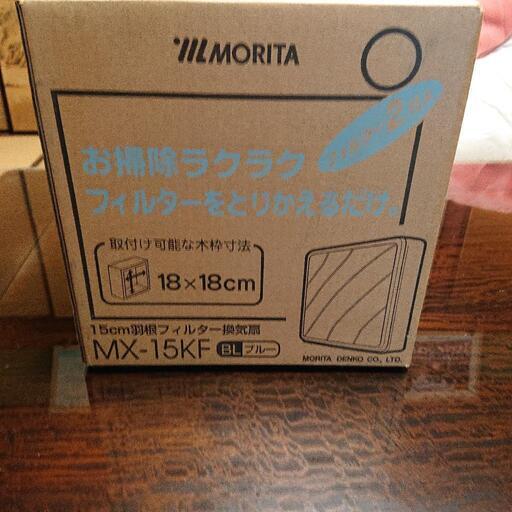 MORITA
お掃除ラクラク
フィルターをとりかえるだけ。
取付け可能な木枠寸法
18×18cm
15cm羽根フィルター換気扇
MX-15KF BL ブルー
MORITA DENKO CO., LTD.